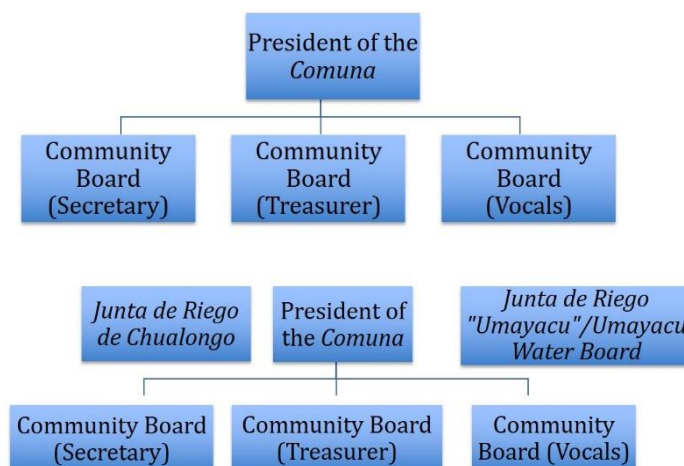 President of the
Comuna
Community
Board
(Secretary)
Community
Board
(Treasurer)
Community
Board
(Vocals)
Junta de Riego
de Chualongo
President of
the Comuna
Junta de Riego
"Umayacu"/Umayacu
Water Board
Community Board
(Secretary)
Community Board
(Treasurer)
Community
Board (Vocals)